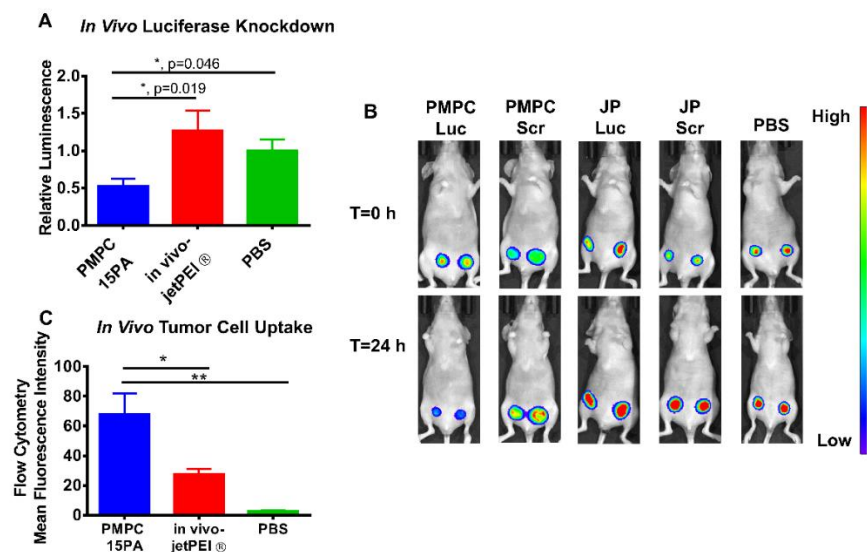 A
In Vivo Luciferase Knockdown
*, p=0.046
*, p=0.019
Relative Luminescence
2.0
1.5
1.0
0.5
0.0
PMPC
15PA
in vivo-
jetPEI ®
PBS
B
PMPC
Luc
PMPC
Scr
JP
Luc
JP
Scr
PBS
High
T=0 h
T=24 h
Low
C
In Vivo Tumor Cell Uptake
*
**
Flow Cytometry
Mean Fluorescence Intensity
100
80
60
40
20
0
PMPC
15PA
in vivo-
jetPEI ®
PBS